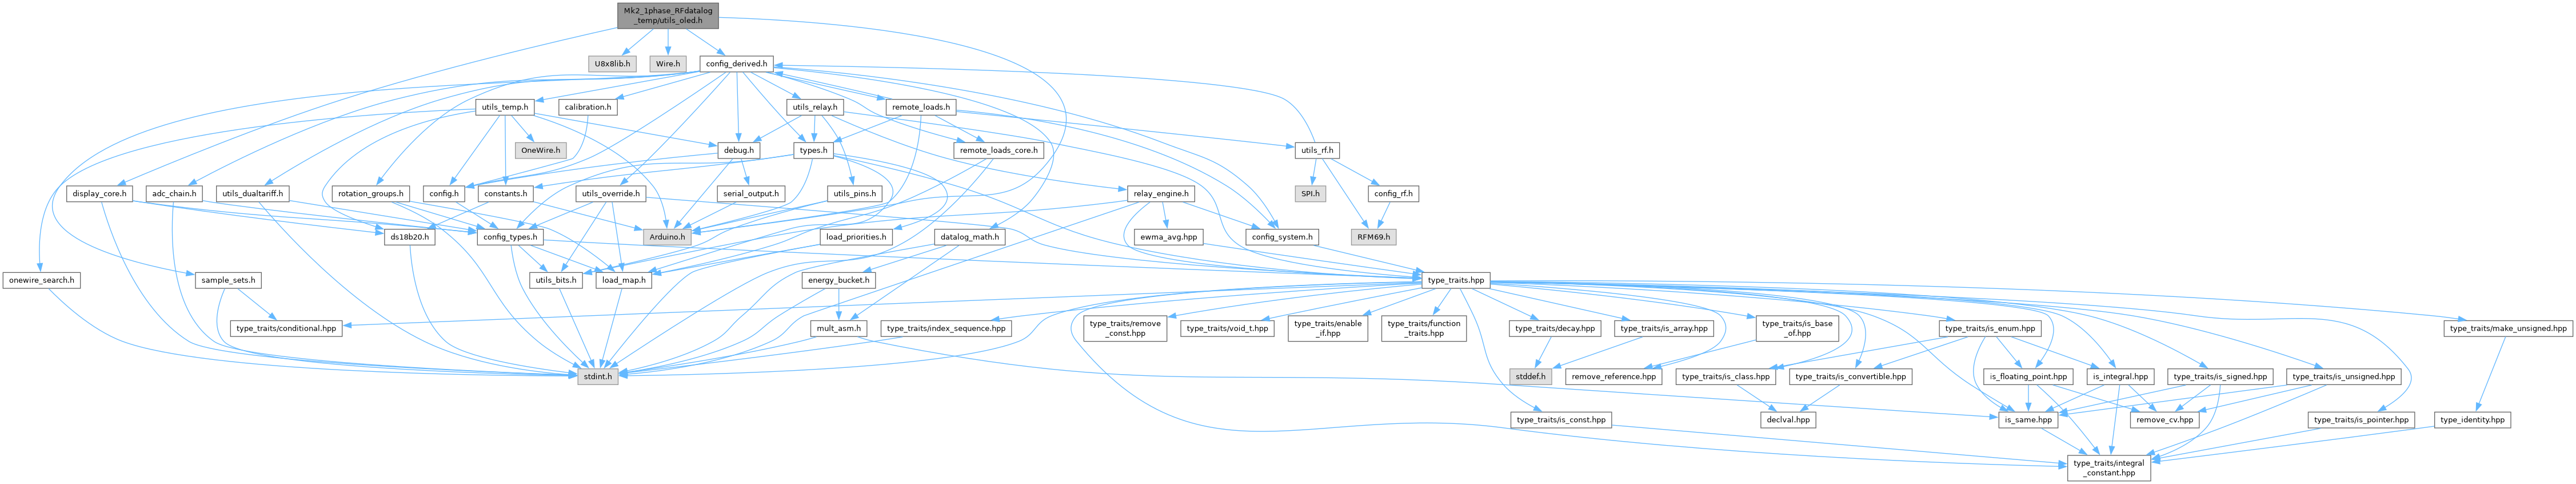 Mk2_1phase_RFdatalog
_temp/utils_oled.h
U8x8lib.h
Wire.h
config_derived.h
utils_temp.h
calibration.h
utils_relay.h
remote_loads.h
OneWire.h
debug.h
types.h
remote_loads_core.h
utils_rf.h
display_core.h
adc_chain.h
utils_dualtariff.h
rotation_groups.h
config.h
constants.h
utils_override.h
serial_output.h
utils_pins.h
relay_engine.h
SPI.h
config_rf.h
ds18b20.h
config_types.h
Arduino.h
load_priorities.h
datalog_math.h
ewma_avg.hpp
config_system.h
RFM69.h
onewire_search.h
sample_sets.h
utils_bits.h
load_map.h
energy_bucket.h
type_traits.hpp
type_traits/conditional.hpp
mult_asm.h
type_traits/index_sequence.hpp
type_traits/remove
_const.hpp
type_traits/void_t.hpp
type_traits/enable
_if.hpp
type_traits/function
_traits.hpp
type_traits/decay.hpp
type_traits/is_array.hpp
type_traits/is_base
_of.hpp
type_traits/is_enum.hpp
type_traits/make_unsigned.hpp
stdint.h
stddef.h
remove_reference.hpp
type_traits/is_class.hpp
type_traits/is_convertible.hpp
is_floating_point.hpp
is_integral.hpp
type_traits/is_signed.hpp
type_traits/is_unsigned.hpp
type_traits/is_const.hpp
declval.hpp
is_same.hpp
remove_cv.hpp
type_traits/is_pointer.hpp
type_identity.hpp
type_traits/integral
_constant.hpp